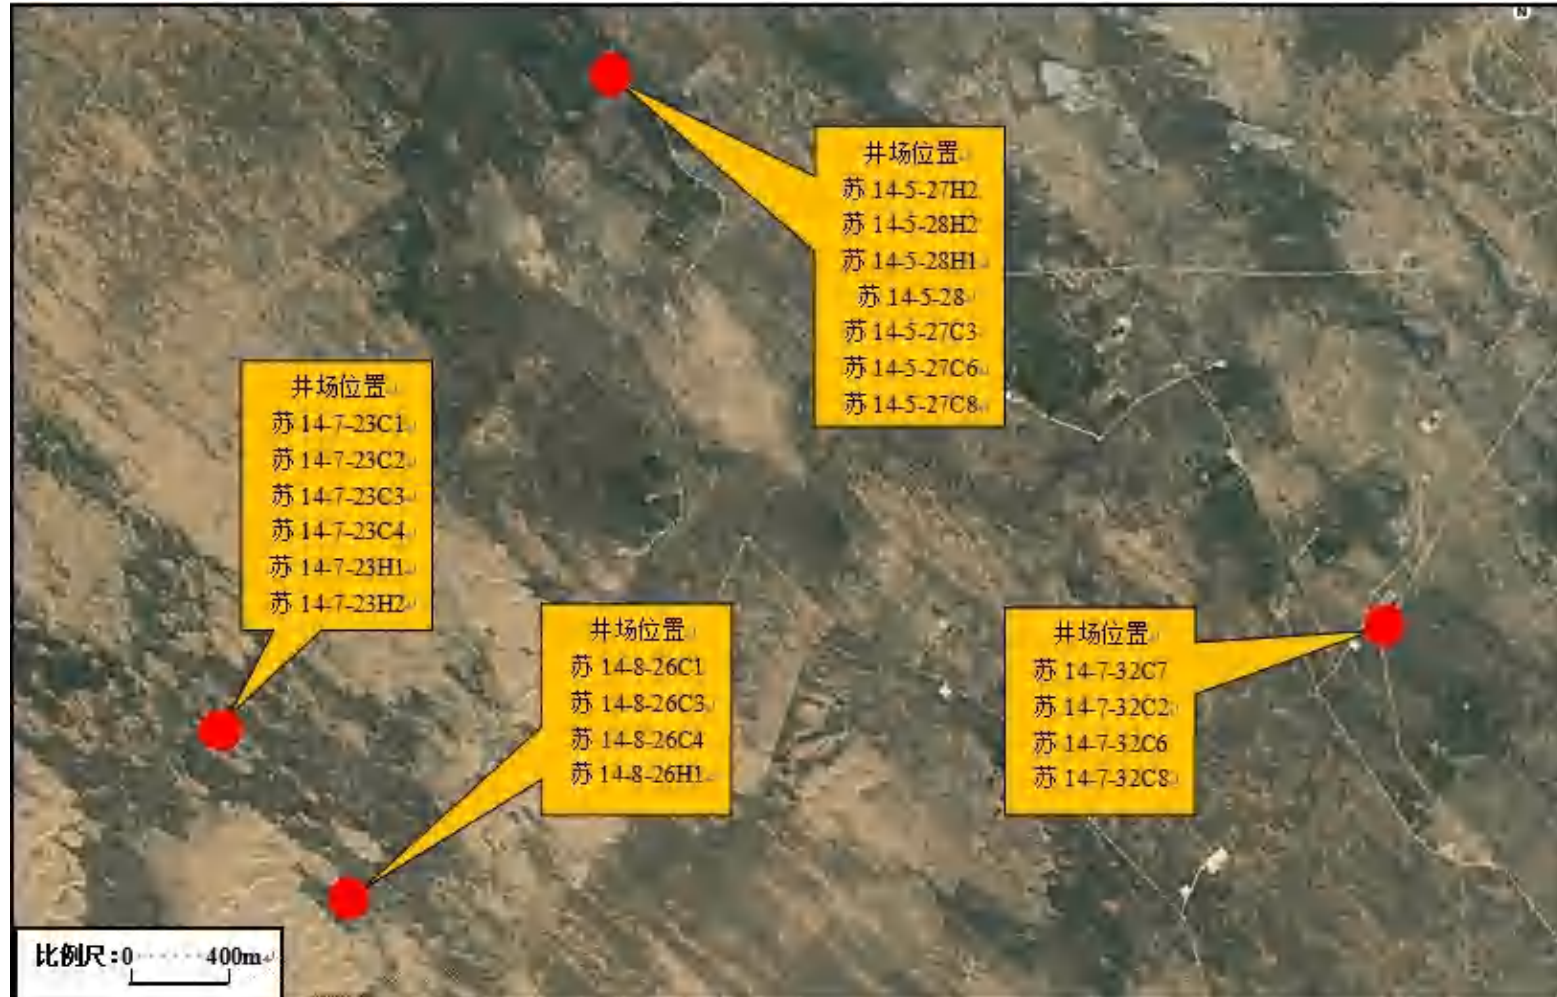 N
井场位置
苏 14-5-27H2
苏 14-5-28H2
苏 14-5-28H1
苏 14-5-28
苏 14-5-27C3
苏 14-5-27C6
苏 14-5-27C8
井场位置
苏 14-7-23C1
苏 14-7-23C2
苏 14-7-23C3
苏 14-7-23C4
苏 14-7-23H1
苏 14-7-23H2
井场位置
苏 14-8-26C1
苏 14-8-26C3
苏 14-8-26C4
苏 14-8-26H1
井场位置
苏 14-7-32C7
苏 14-7-32C2
苏 14-7-32C6
苏 14-7-32C8
比例尺:0 400m